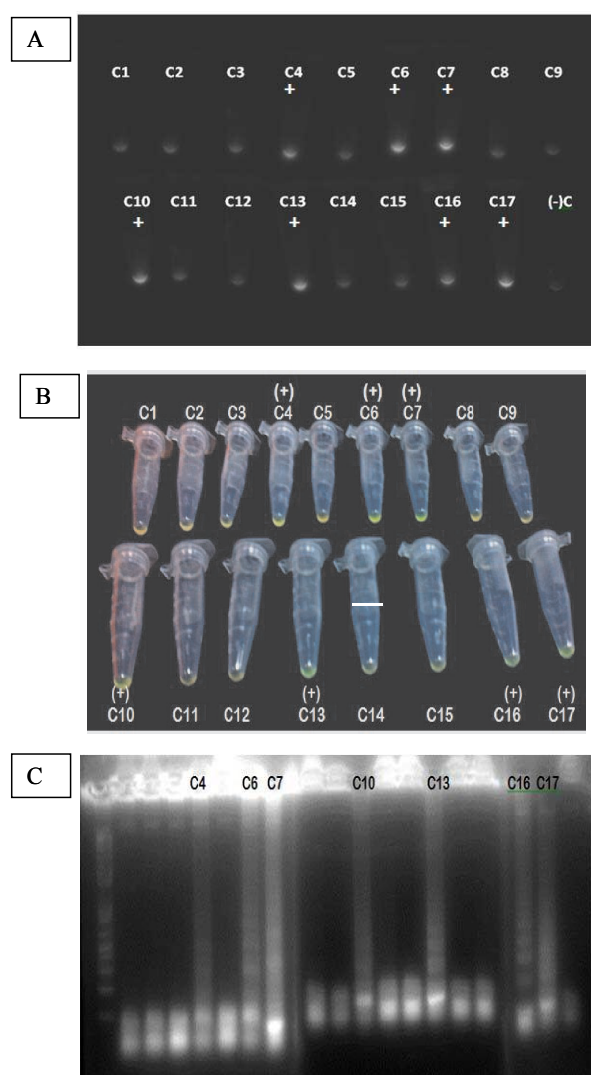 A
C1 C2 C3 C4 C5 C6 C7 C8 C9
+ + +
C10 C11 C12 C13 C14 C15 C16 C17 (-)C
+ + + +
B
(+) (+) (+)
C1 C2 C3 C4 C5 C6 C7 C8 C9
(+) (+) (+) (+)
C10 C11 C12 C13 C14 C15 C16 C17
C
C4 C6 C7 C10 C13 C16 C17